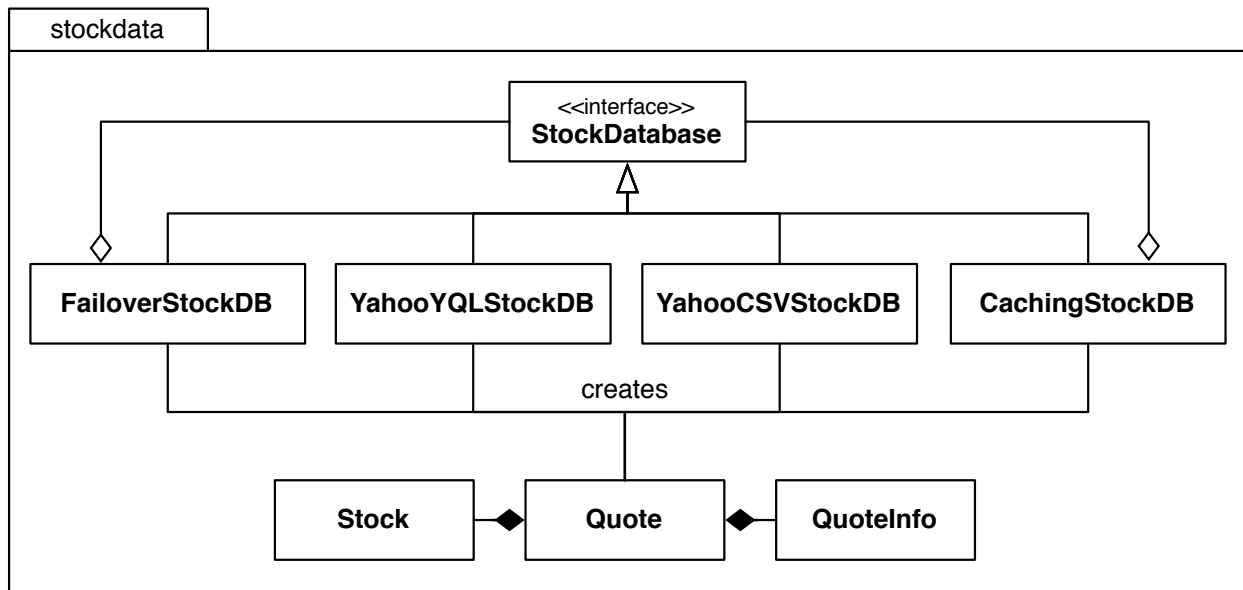 stockdata
<<interface>>
StockDatabase
FailoverStockDB
YahooYQLStockDB
YahooCSVStockDB
CachingStockDB
creates
Stock
Quote
QuoteInfo